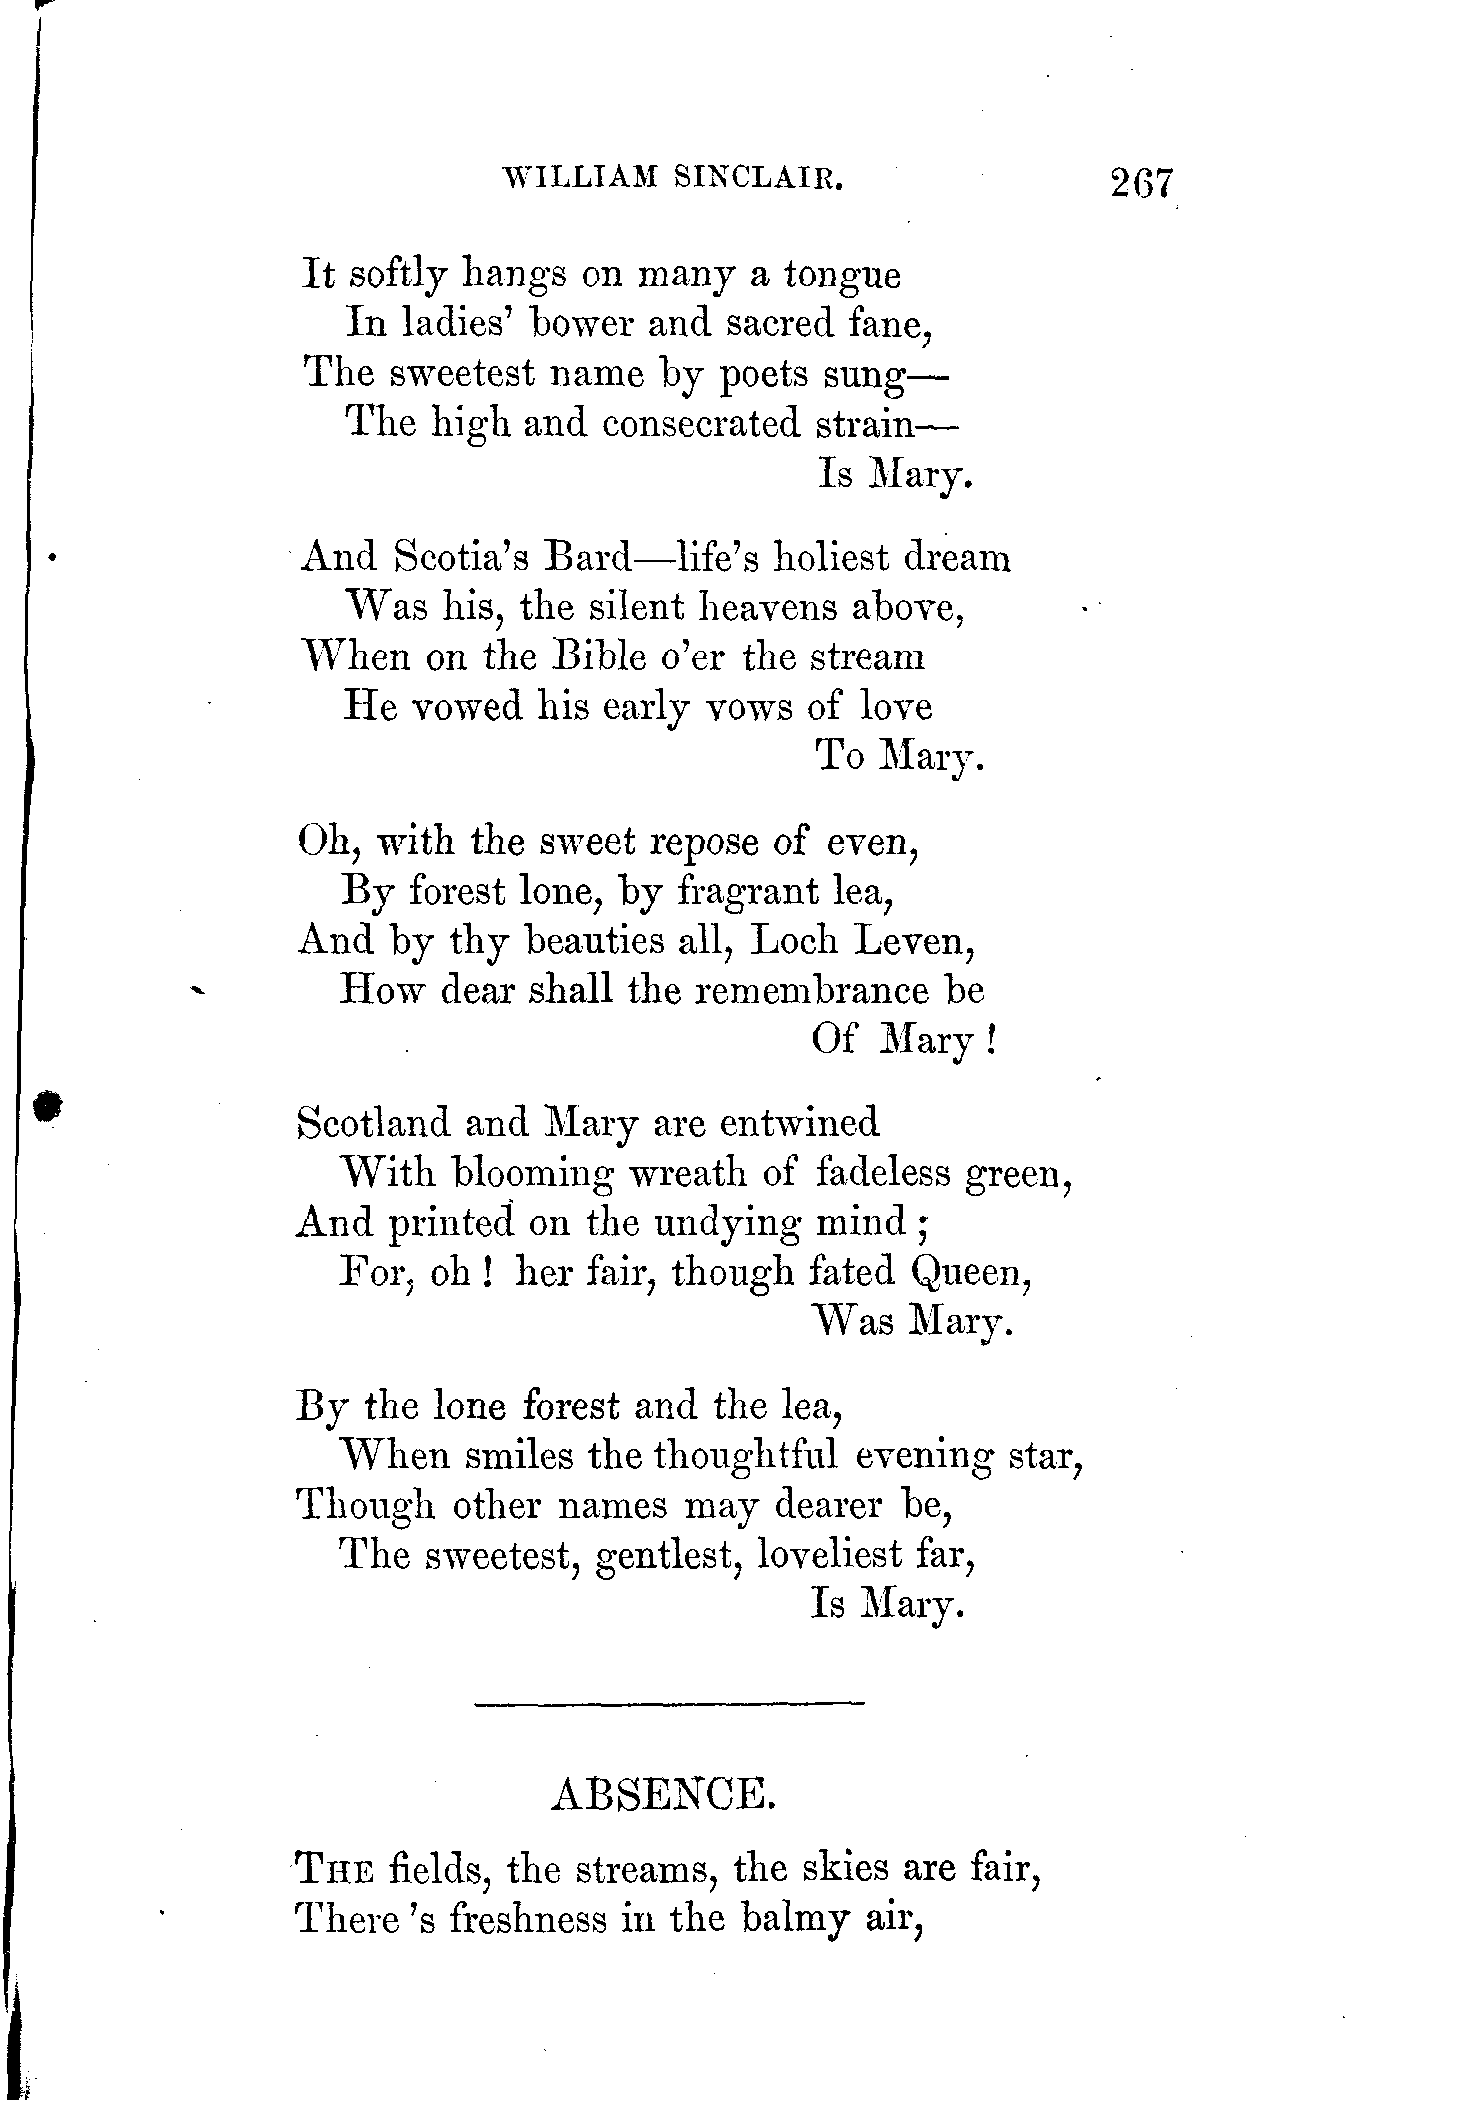 WILLIAM SINCLAIR. 267
It softly hangs on many a tongue
In ladies' bower and sacred fane,
The sweetest name by poets sung—
The high and consecrated strain—
Is Mary.
And Scotia's Bard—life's holiest dream
Was his, the silent heavens above,
When on the Bible o'er the stream
He vowed his early vows of love
To Mary.
Oh, with the sweet repose of even,
By forest lone, by fragrant lea,
And by thy beauties all, Loch Leven,
How dear shall the remembrance be
Of Mary !
Scotland and Mary are entwined
With blooming wreath of fadeless green,
And printed on the undying mind ;
For, oh ! her fair, though fated Queen,
Was Mary.
By the lone forest and the lea,
When smiles the thoughtful evening star,
Though other names may dearer be,
The sweetest, gentlest, loveliest far,
Is Mary.
ABSENCE.
THE fields, the streams, the skies are fair,
There 's freshness in the balmy air,